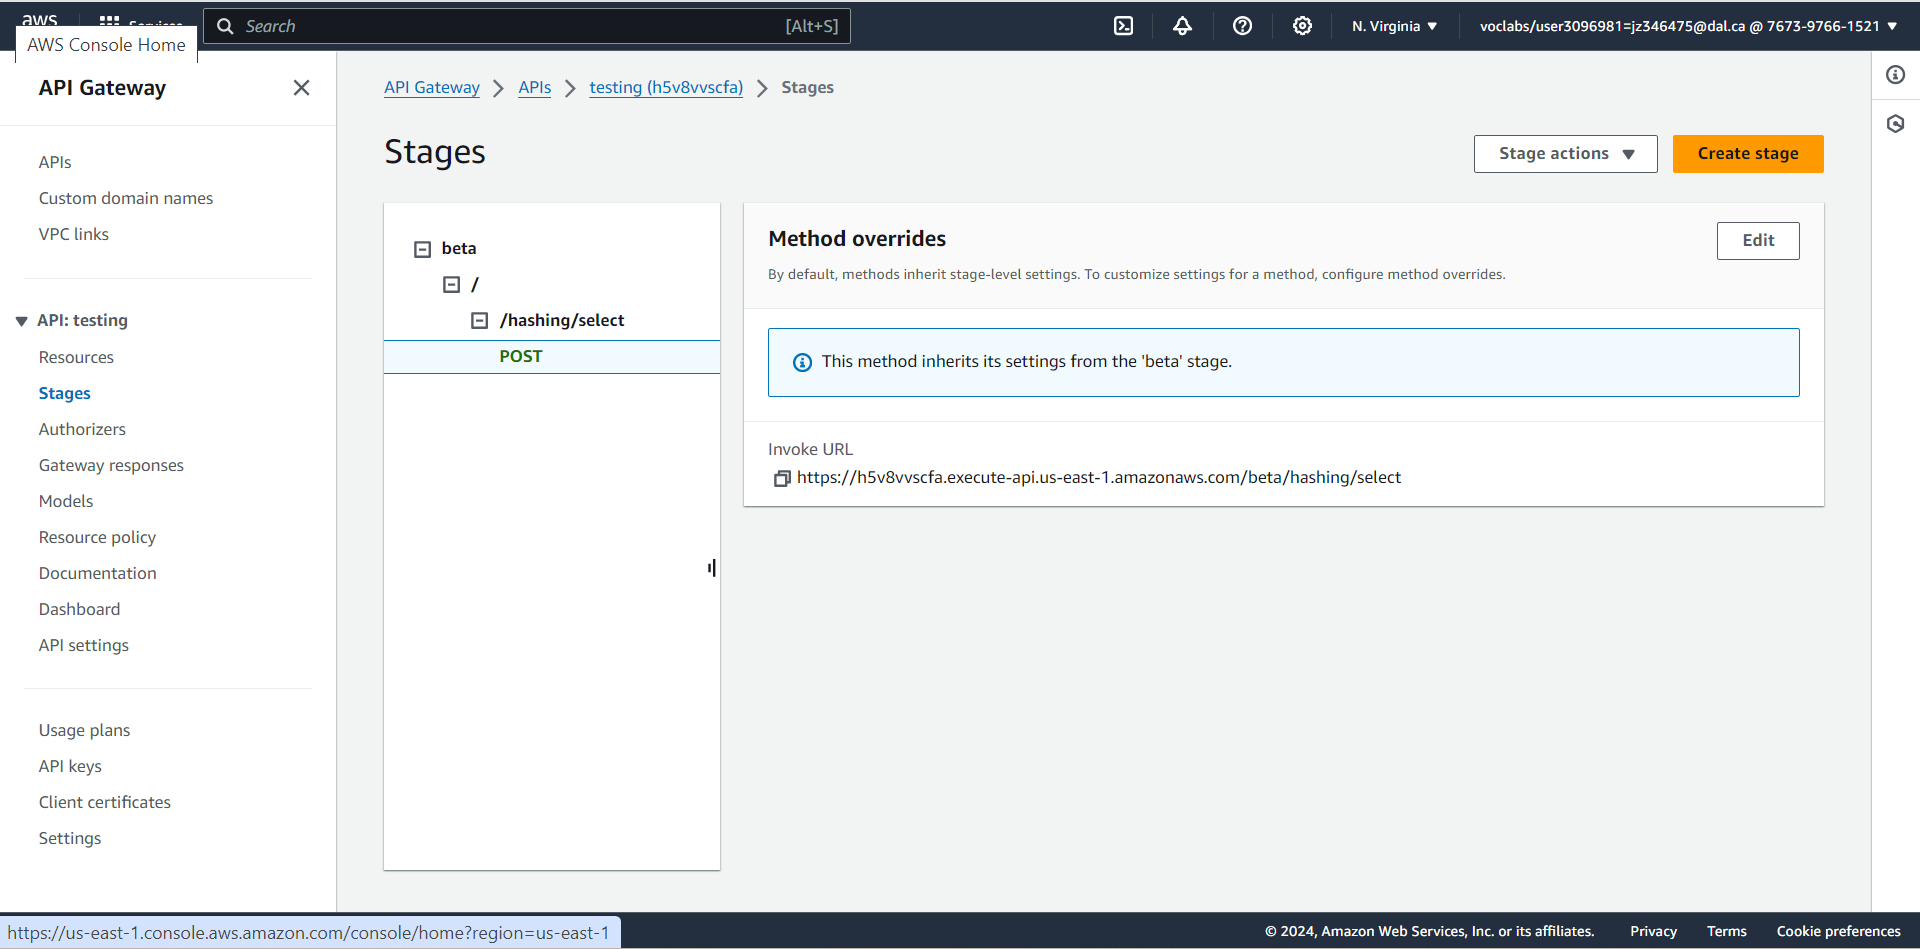 aws
Services
Search
[Alt+S]
N. Virginia
voclabs/user3096981=jz346475@dal.ca @ 7673-9766-1521
AWS Console Home
API Gateway
APIs
Custom domain names
VPC links
API: testing
Resources
Stages
Authorizers
Gateway responses
Models
Resource policy
Documentation
Dashboard
API settings
Usage plans
API keys
Client certificates
Settings
API Gateway
APIs
testing (h5v8vvscfa)
Stages
Stages
Stage actions
Create stage
beta
/
/hashing/select
POST
Method overrides
Edit
By default, methods inherit stage-level settings. To customize settings for a method, configure method overrides.
This method inherits its settings from the 'beta' stage.
Invoke URL
https://h5v8vvscfa.execute-api.us-east-1.amazonaws.com/beta/hashing/select
https://us-east-1.console.aws.amazon.com/console/home?region=us-east-1
© 2024, Amazon Web Services, Inc. or its affiliates.
Privacy
Terms
Cookie preferences